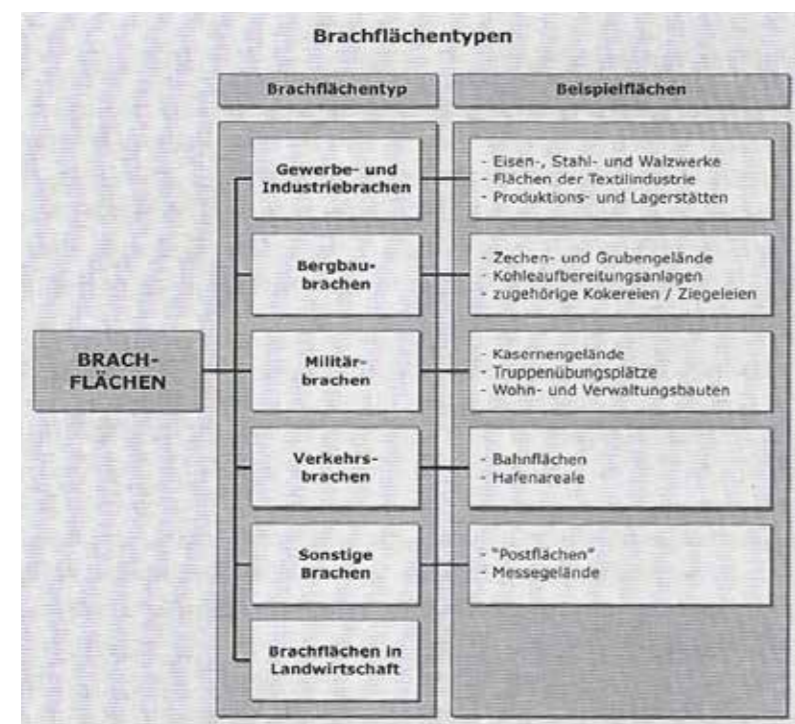 Brachflächentypen
Brachflächentyp
Beispielflächen
BRACH-
FLÄCHEN
Gewerbe- und
Industriebrachen
- Eisen-, Stahl- und Walzwerke
- Flächen der Textilindustrie
- Produktions- und Lagerstätten
Bergbau-
brachen
- Zechen- und Grubengelände
- Kohleaufbereitungsanlagen
- zugehörige Kokereien / Ziegeleien
Militär-
brachen
- Kasernengelände
- Truppenübungsplätze
- Wohn- und Verwaltungsbauten
Verkehrs-
brachen
- Bahnflächen
- Hafenareale
Sonstige
Brachen
- "Postflächen"
- Messegelände
Brachflächen in
Landwirtschaft